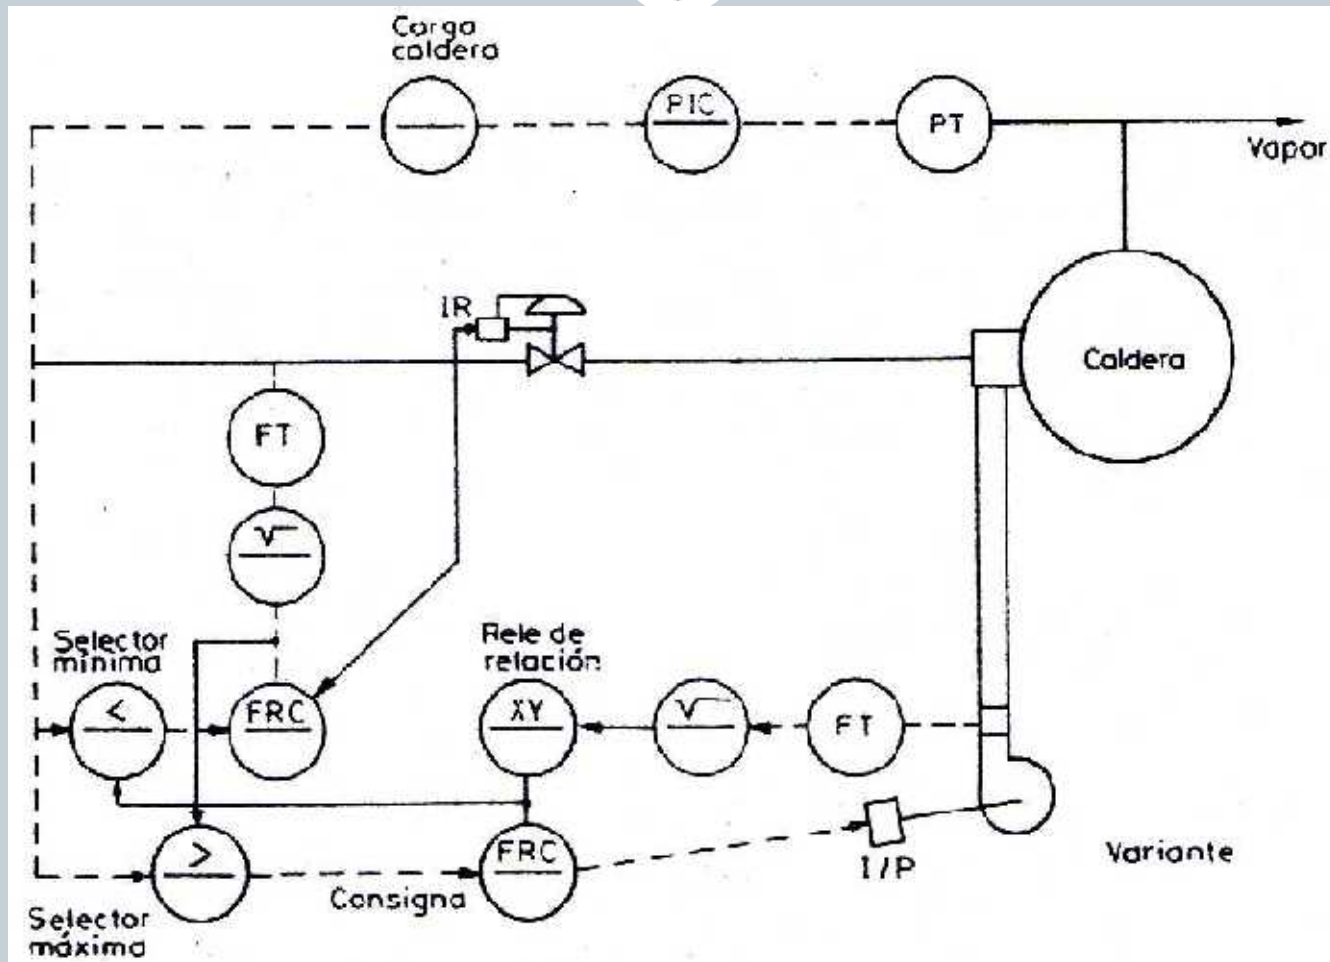 Carga
caldera
PIC
PT
Vapor
IR
Caldera
FT
√
Selector
mínima
Rele de
relación
<
FRC
XY
√
FT
>
FRC
I/P
Variante
Consigna
Selector
máxima